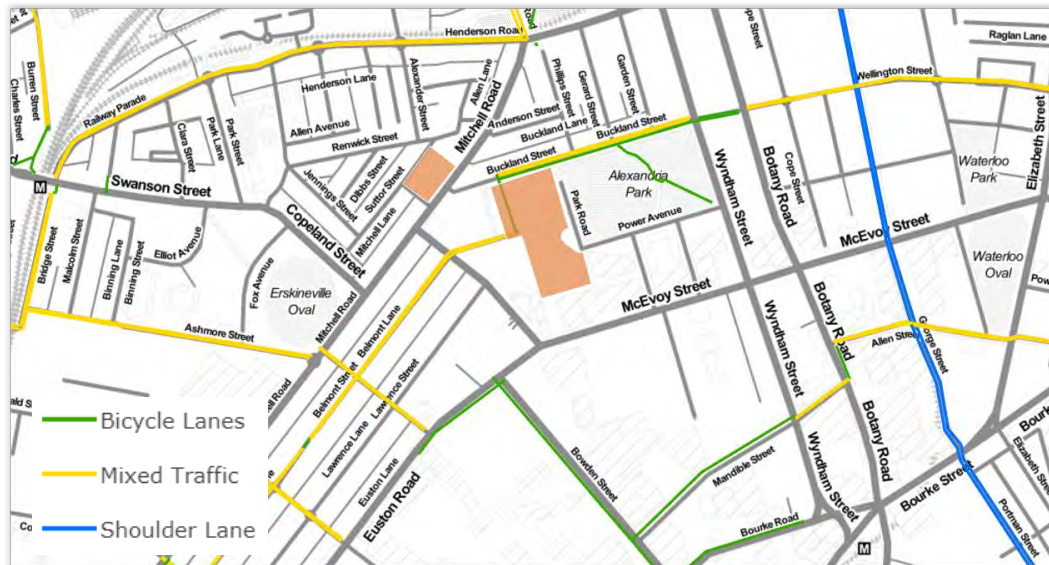 Henderson Road
Road
Cope Street
Raglan Lane
Burren Street
Charles Street
Railway Parade
Henderson Lane
Alexander Street
Allen Lane
Mitchell Road
Phillips Street
Gerard Street
Garden Street
Wellington Street
Anderson Street
Buckland Lane
Buckland Street
Allen Avenue
Renwick Street
Clara Street
Park Lane
Park Street
Buckland Street
Swanson Street
M
Jennings Street
Dibbs Street
Suttor Street
Mitchell Lane
Alexandria
Park
Park Road
Power Avenue
Wyndham Street
Botany Road
Cope Street
Waterloo
Park
Elizabeth Street
Copeland Street
McEvoy Street
Bridge Street
Malcolm Street
Binning Lane
Binning Street
Elliot Avenue
Fox Avenue
Erskineville
Oval
Mitchell Road
Belmont Lane
McEvoy Street
Waterloo
Oval
Ashmore Street
Belmont Street
Lawrence Street
Lawrence Lane
Wyndham Street
Botany Road
Allen Street
George Street
Euston Lane
Euston Road
Bowden Street
Mandible Street
Wyndham Street
Botany Road
Bourke Street
Bourke Road
Elizabeth Street
Portman Street
M
Bicycle Lanes
Mixed Traffic
Shoulder Lane